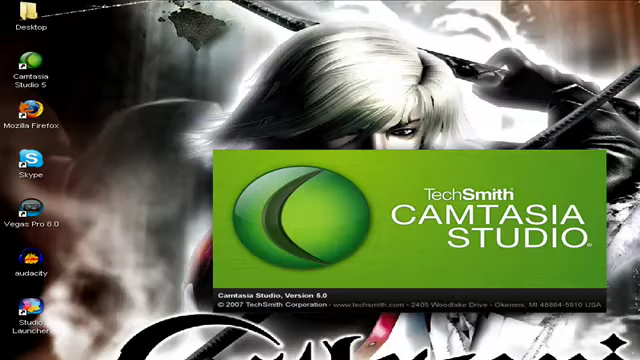 Desktop
Camtasia
Studio 5
Mozilla Firefox
Skype
Vegas Pro 8.0
audacity
Studio
Launcher
TechSmith
CAMTASIA
STUDIO®
Camtasia Studio, Version 5.0
© 2007 TechSmith Corporation - www.techsmith.com - 2405 Woodlake Drive - Okemos, MI 48864-5910 USA